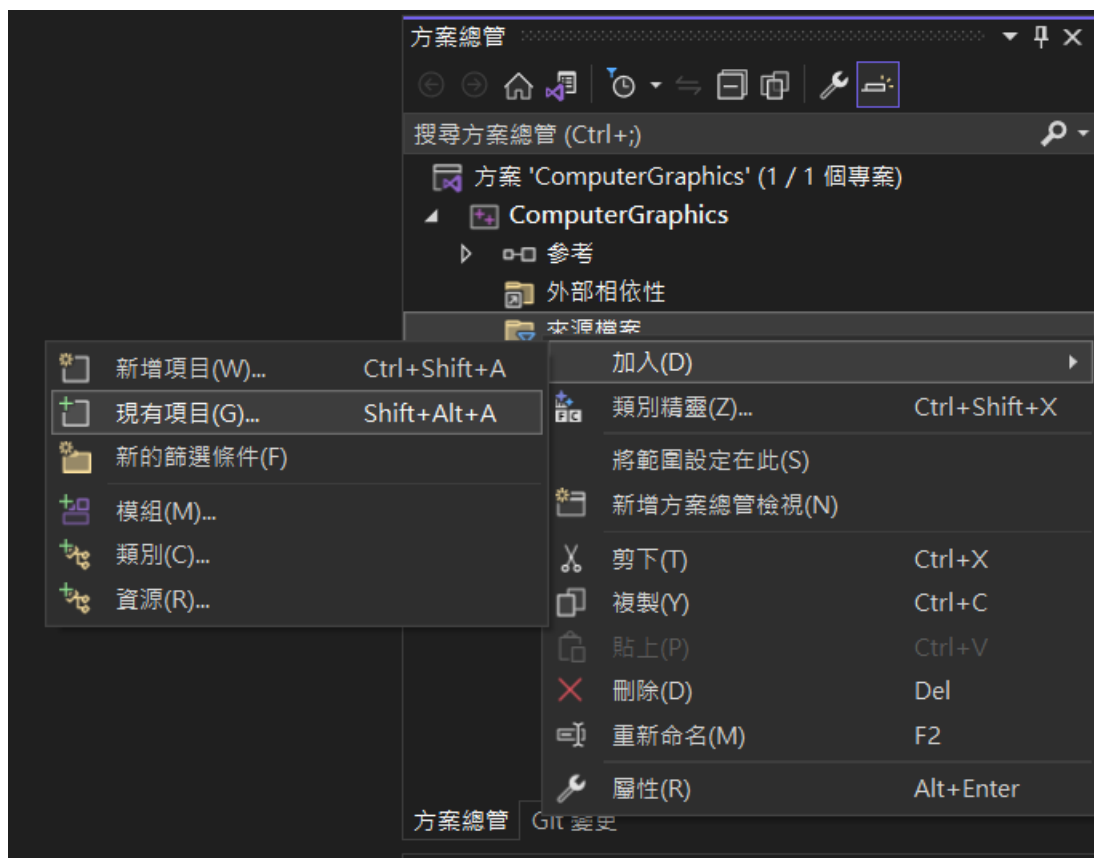 方案總管
搜尋方案總管 (Ctrl+;)
方案 'ComputerGraphics' (1 / 1 個專案)
ComputerGraphics
參考
外部相依性
來源檔案
新增項目(W)... Ctrl+Shift+A
現有項目(G)... Shift+Alt+A
新的篩選條件(F)
模組(M)...
類別(C)...
資源(R)...
加入(D)
類別精靈(Z)... Ctrl+Shift+X
將範圍設定在此(S)
新增方案總管檢視(N)
剪下(T) Ctrl+X
複製(Y) Ctrl+C
貼上(P) Ctrl+V
刪除(D) Del
重新命名(M) F2
屬性(R) Alt+Enter
方案總管 Git 變更